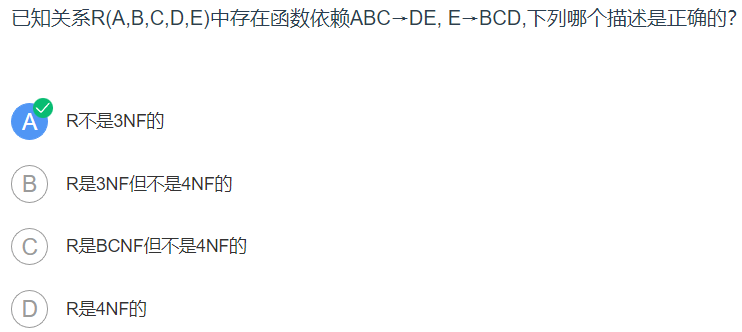 已知关系R(A,B,C,D,E)中存在函数依赖ABC→DE, E→BCD,下列哪个描述是正确的?
A R不是3NF的
B R是3NF但不是4NF的
C R是BCNF但不是4NF的
D R是4NF的